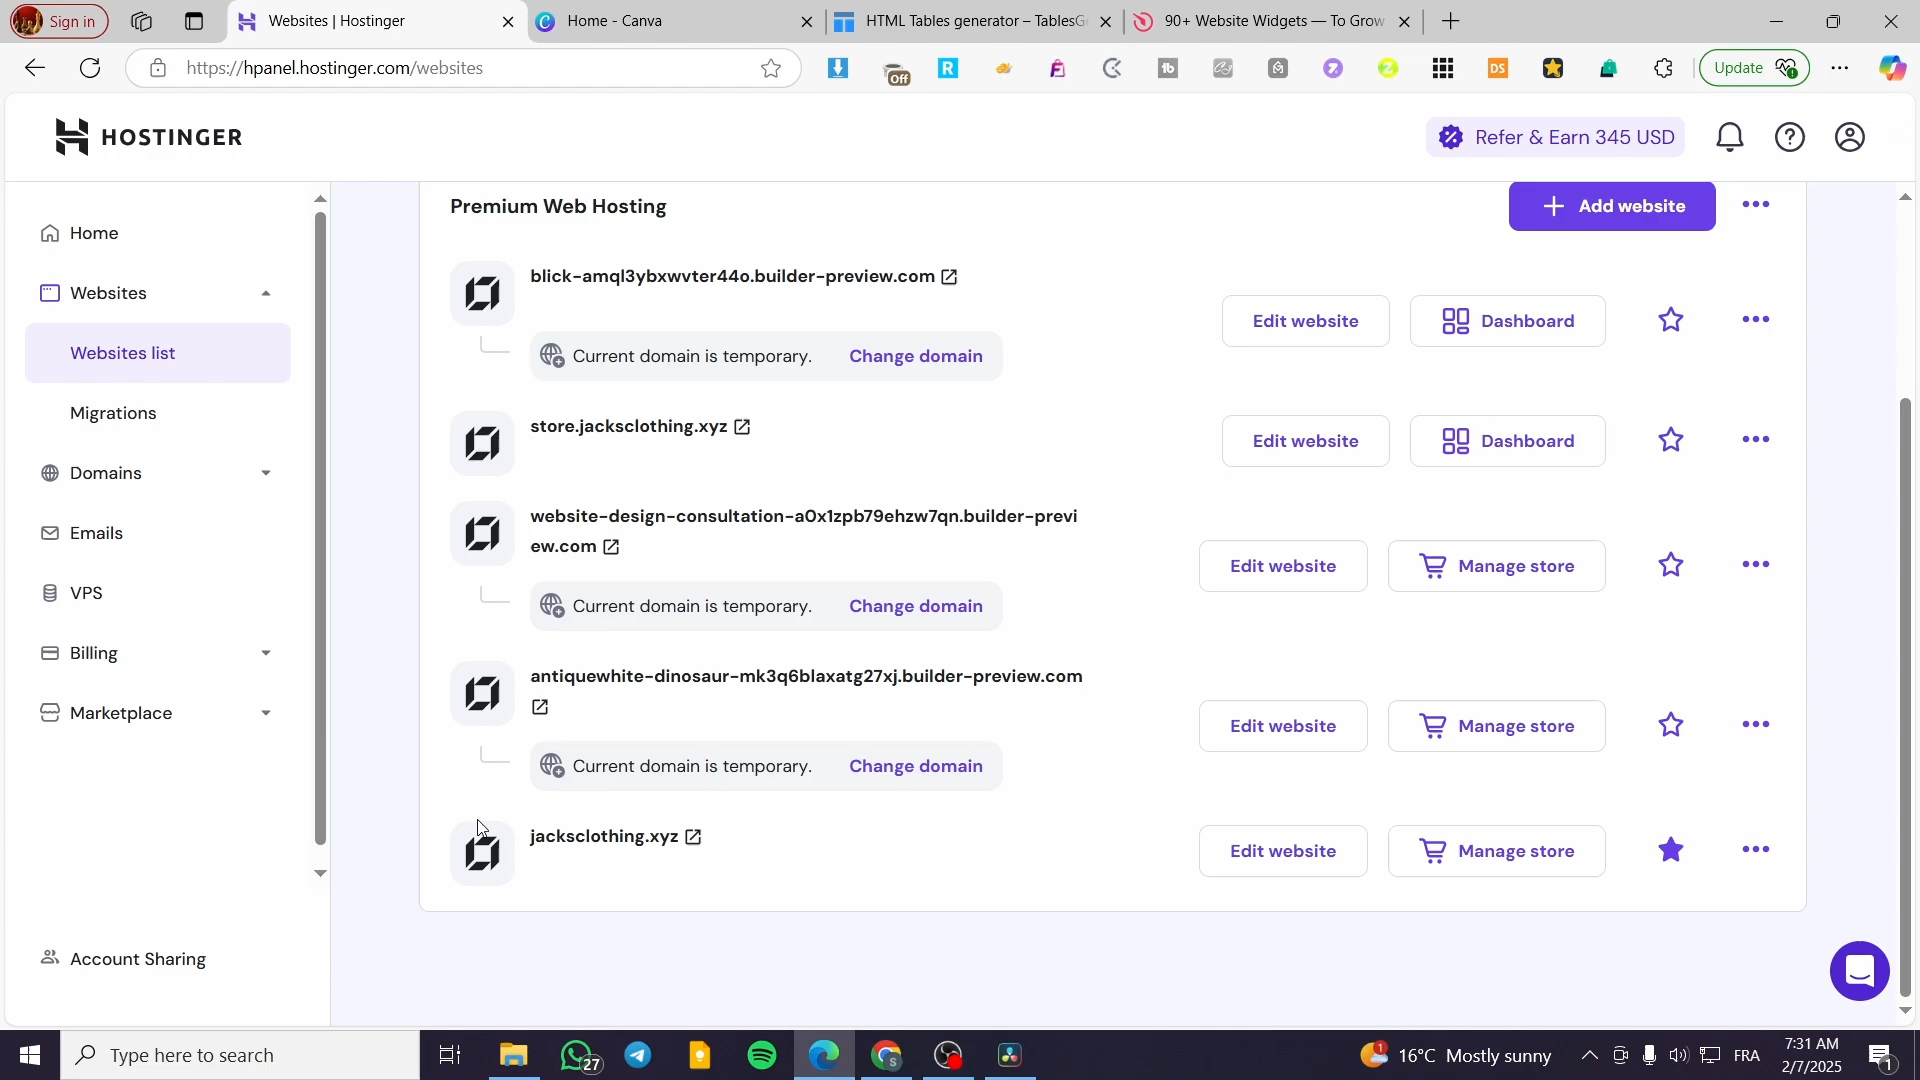 Sign in
Websites | Hostinger
Home - Canva
HTML Tables generator – TablesG
90+ Website Widgets — To Grow
https://hpanel.hostinger.com/websites
Off
R
1b
DS
Update
HOSTINGER
Refer & Earn 345 USD
Home
Websites
Websites list
Migrations
Domains
Emails
VPS
Billing
Marketplace
Account Sharing
Premium Web Hosting
Add website
blick-amql3ybxwvter44o.builder-preview.com
Current domain is temporary. Change domain
Edit website
Dashboard
store.jacksclothing.xyz
Edit website
Dashboard
website-design-consultation-a0x1zpb79ehzw7qn.builder-previ
ew.com
Current domain is temporary. Change domain
Edit website
Manage store
antiquewhite-dinosaur-mk3q6blaxatg27xj.builder-preview.com
Current domain is temporary. Change domain
Edit website
Manage store
jacksclothing.xyz
Edit website
Manage store
Type here to search
27
1
16°C Mostly sunny
FRA
7:31 AM
2/7/2025
1